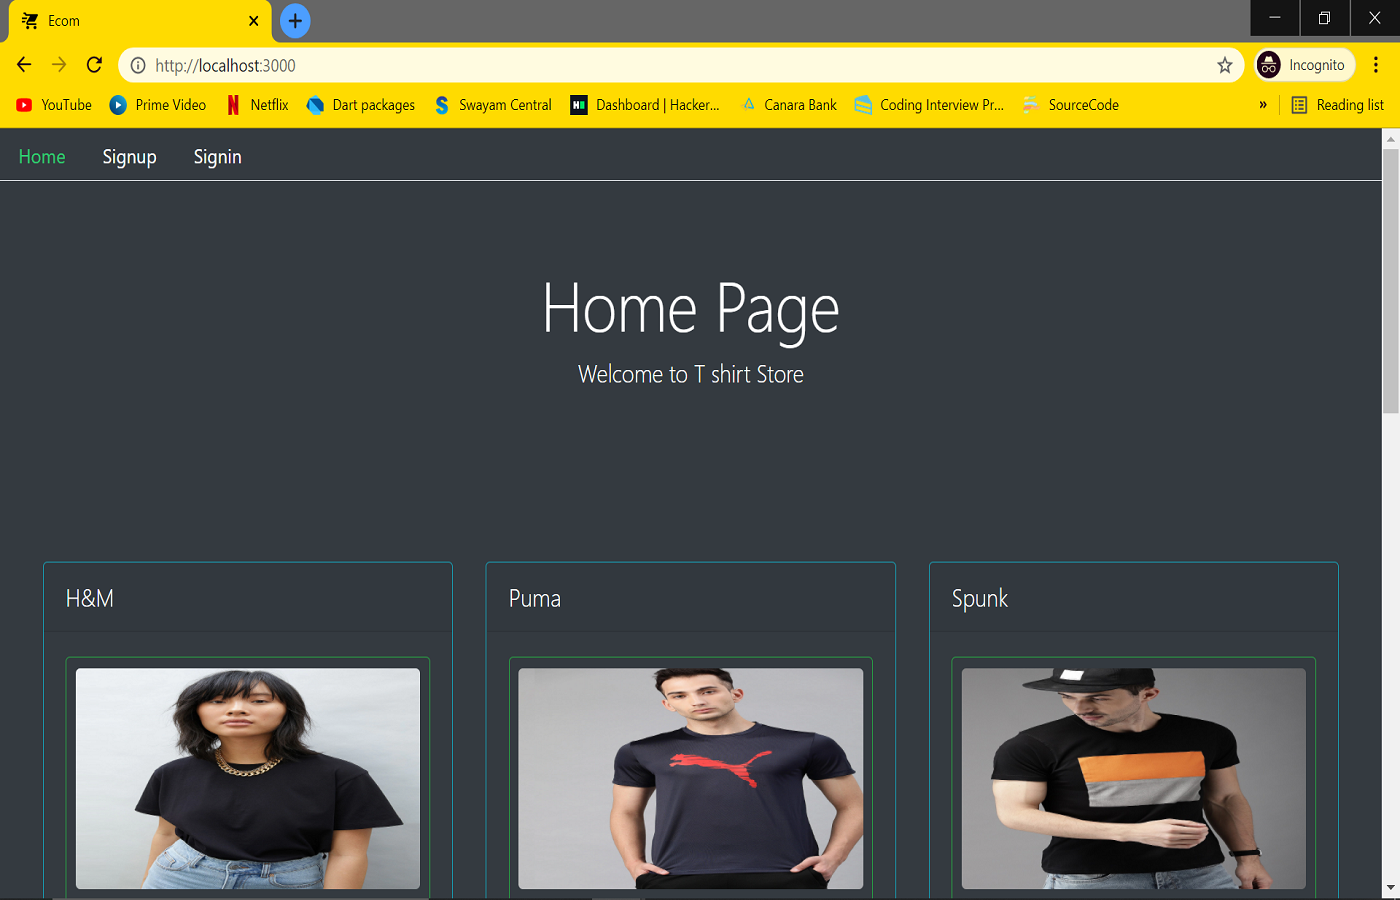 Ecom
http://localhost:3000
Incognito
YouTube
Prime Video
Netflix
Dart packages
Swayam Central
Dashboard | Hacker...
Canara Bank
Coding Interview Pr...
SourceCode
»
Reading list
Home Signup Signin
Home Page
Welcome to T shirt Store
H&M
Puma
Spunk